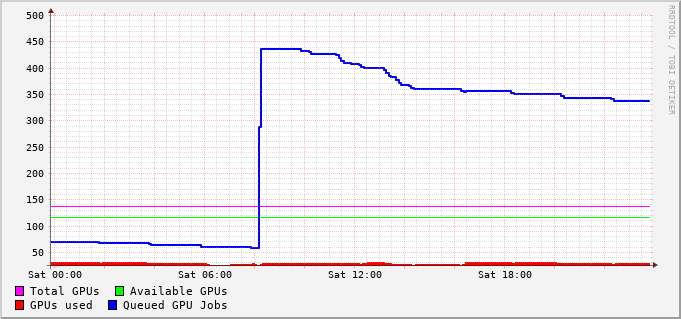 500
450
400
350
300
250
200
150
100
50
Sat 00:00 Sat 06:00 Sat 12:00 Sat 18:00
Total GPUs Available GPUs
GPUs used Queued GPU Jobs
RRDTOOL / TOBI OETIKER